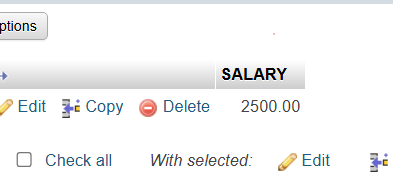 ptions
SALARY
Edit Copy Delete 2500.00
Check all With selected: Edit